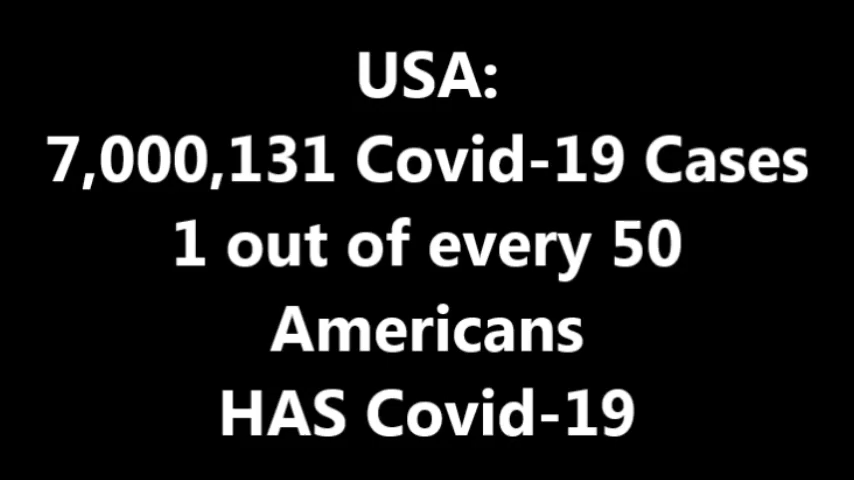 USA:
7,000,131 Covid-19 Cases
1 out of every 50
Americans
HAS Covid-19